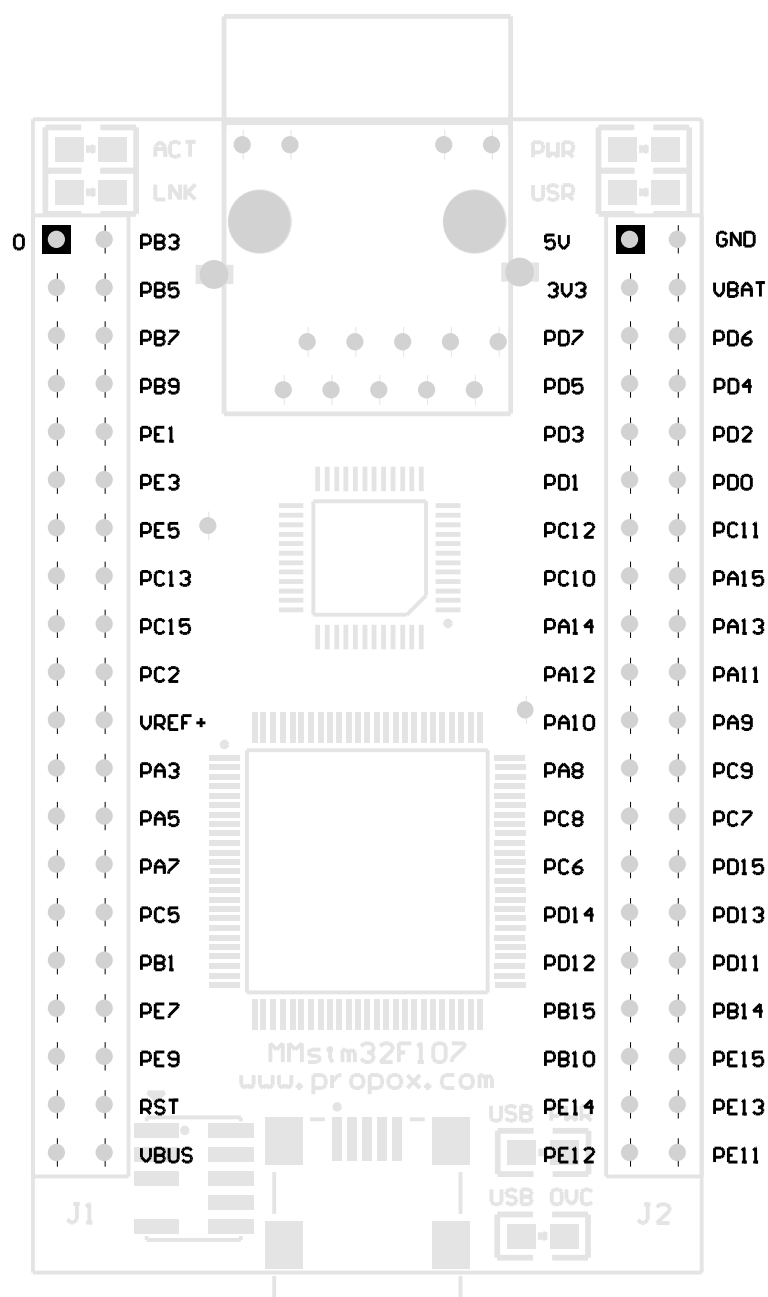 ACT PWR
LNK USR
0 PB3 5V GND
PB5 3V3 VBAT
PB7 PD7 PD6
PB9 PD5 PD4
PE1 PD3 PD2
PE3 PD1 PD0
PE5 PC12 PC11
PC13 PC10 PA15
PC15 PA14 PA13
PC2 PA12 PA11
VREF+ PA10 PA9
PA3 PA8 PC9
PA5 PC8 PC7
PA7 PC6 PD15
PC5 PD14 PD13
PB1 PD12 PD11
PE7 PB15 PB14
MMstm32F107
PE9 PB10 PE15
www.propox.com
RST PE14 PE13
USB PWR
VBUS PE12 PE11
USB OVC
J1 J2